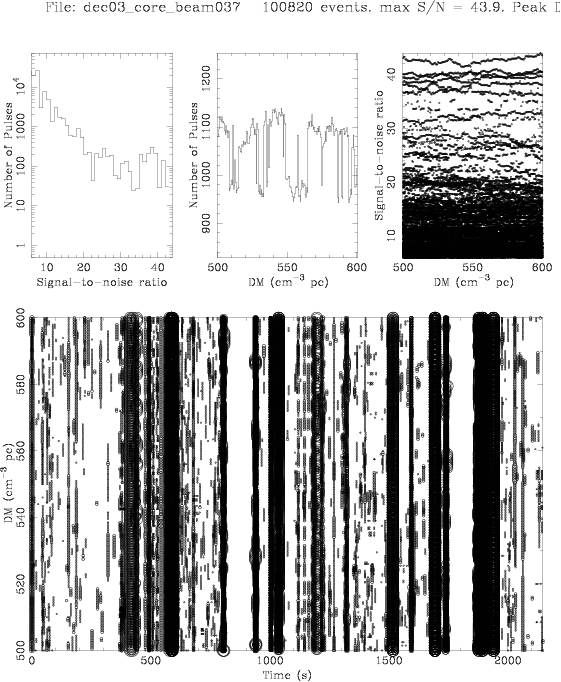 File: dec03_core_beam037 100820 events. max S/N = 43.9. Peak D
Number of Pulses
1
10
100
1000
10⁴
10 20 30 40
Signal-to-noise ratio
Number of Pulses
900 1000 1100 1200
500 550 600
DM (cm⁻³ pc)
Signal-to-noise ratio
10 20 30 40
500 550 600
DM (cm⁻³ pc)
DM (cm⁻³ pc)
500 520 540 560 580 600
0 500 1000 1500 2000
Time (s)